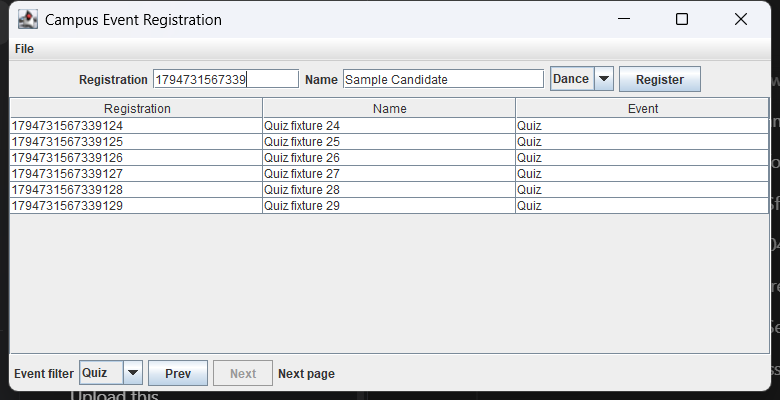 Campus Event Registration
File
Registration 1794731567339 Name Sample Candidate Dance Register
Registration Name Event
1794731567339124 Quiz fixture 24 Quiz
1794731567339125 Quiz fixture 25 Quiz
1794731567339126 Quiz fixture 26 Quiz
1794731567339127 Quiz fixture 27 Quiz
1794731567339128 Quiz fixture 28 Quiz
1794731567339129 Quiz fixture 29 Quiz
Event filter Quiz Prev Next Next page
Upload this